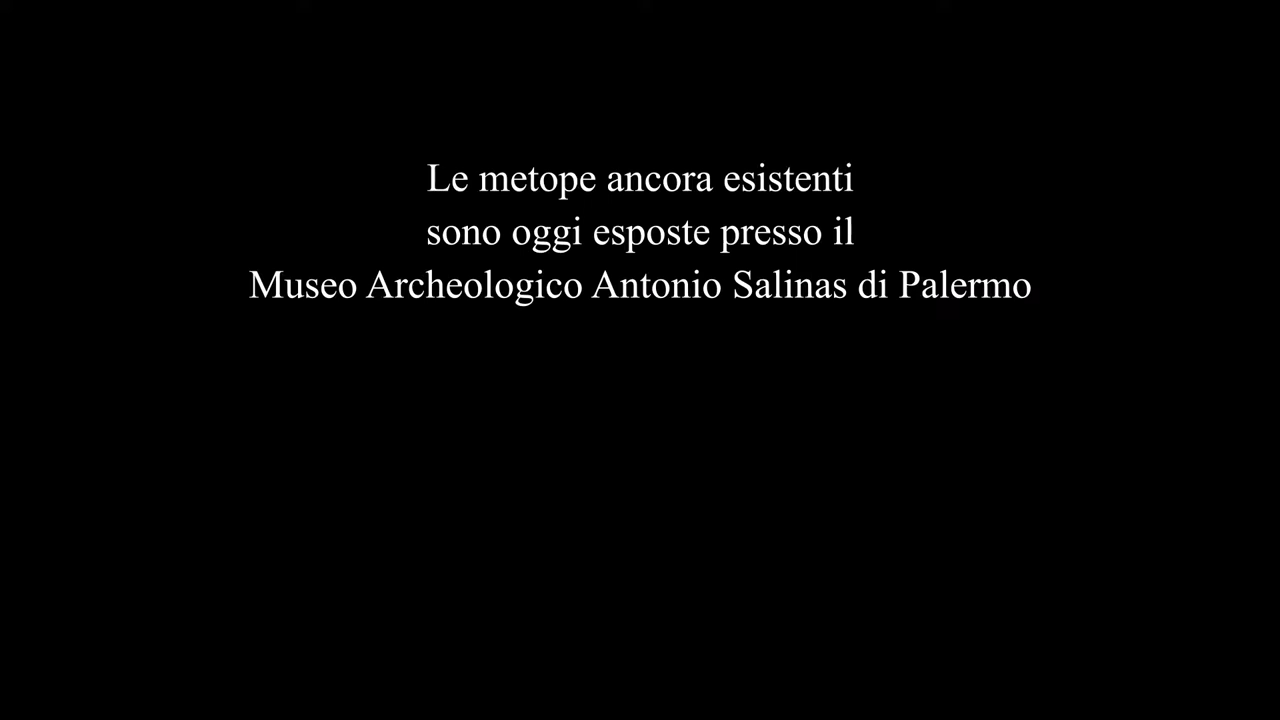 Le metope ancora esistenti
sono oggi esposte presso il
Museo Archeologico Antonio Salinas di Palermo